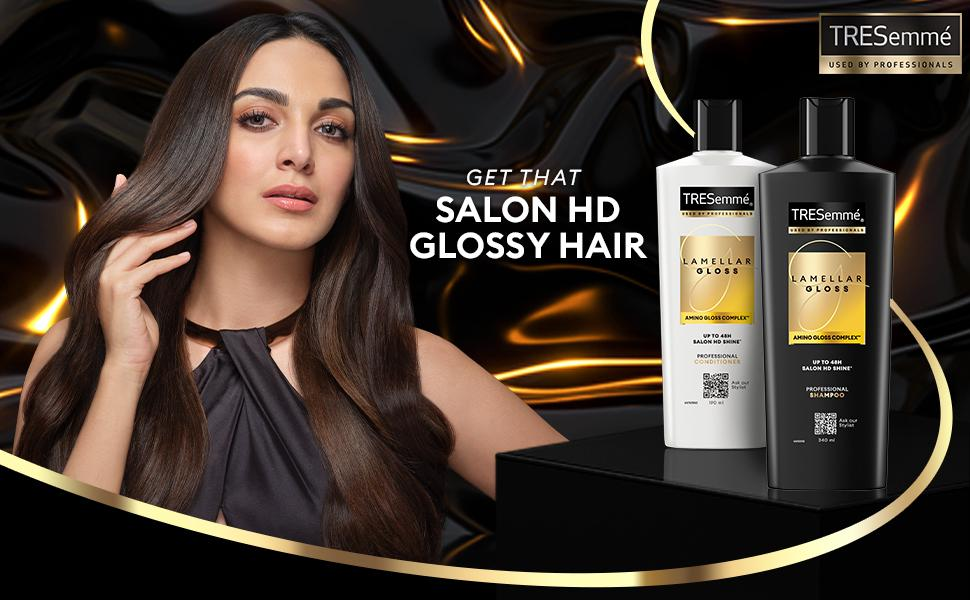 TRESemmé
USED BY PROFESSIONALS
GET THAT
SALON HD
GLOSSY HAIR
TRESemmé
USED BY PROFESSIONALS
LAMELLAR
GLOSS
AMINO GLOSS COMPLEX™
UP TO 48H
SALON HD SHINE*
PROFESSIONAL
CONDITIONER
Ask our
Stylist
190 ml
TRESemmé
USED BY PROFESSIONALS
LAMELLAR
GLOSS
AMINO GLOSS COMPLEX™
UP TO 48H
SALON HD SHINE*
PROFESSIONAL
SHAMPOO
Ask our
Stylist
340 ml